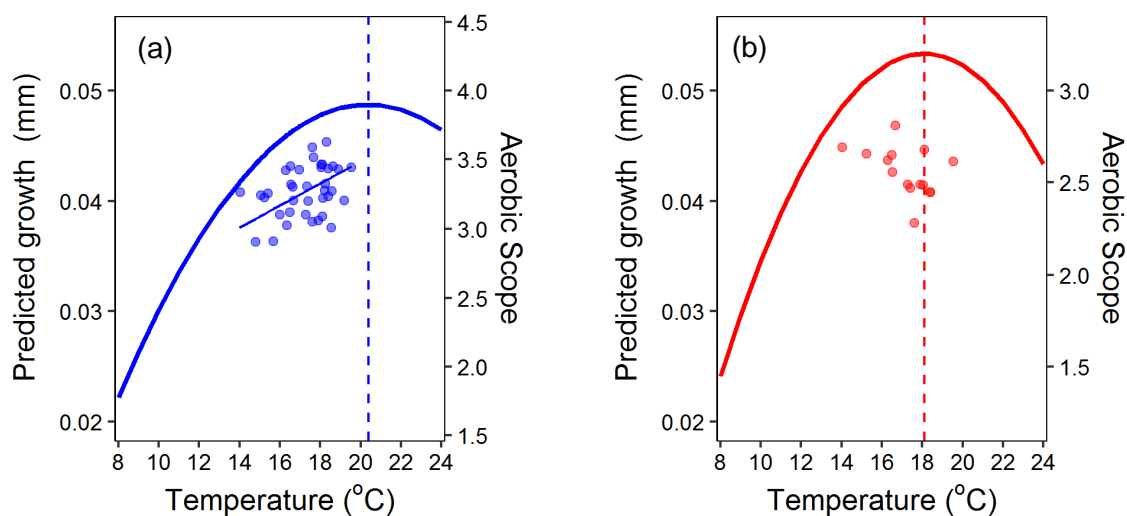 (a)
Predicted growth (mm)
0.05
0.04
0.03
0.02
4.5
4.0
3.5
3.0
2.5
2.0
1.5
Aerobic Scope
8 10 12 14 16 18 20 22 24
Temperature (°C)
(b)
Predicted growth (mm)
0.05
0.04
0.03
0.02
3.0
2.5
2.0
1.5
Aerobic Scope
8 10 12 14 16 18 20 22 24
Temperature (°C)